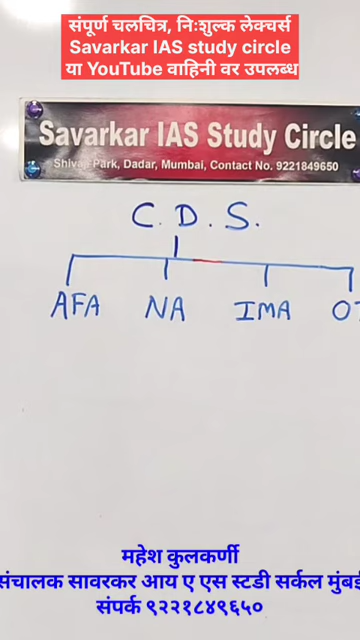 संपूर्ण चलचित्र, निःशुल्क लेक्चर्स
Savarkar IAS study circle
या YouTube वाहिनी वर उपलब्ध
Savarkar IAS Study Circle
Park, Dadar, Mumbai, Contact No. 9221849650
C. D. S.
AFA NA IMA
महेश कुलकर्णी
संचालक सावरकर आय ए एस स्टडी सर्कल मुंबई
संपर्क ९२२१८४९६५०